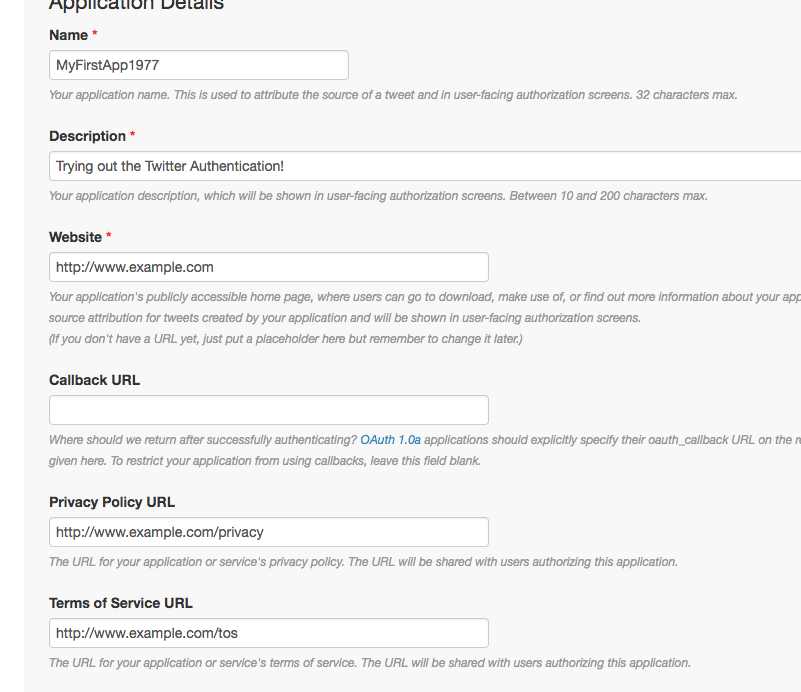 Application Details
Name *
MyFirstApp1977
Your application name. This is used to attribute the source of a tweet and in user-facing authorization screens. 32 characters max.
Description *
Trying out the Twitter Authentication!
Your application description, which will be shown in user-facing authorization screens. Between 10 and 200 characters max.
Website *
http://www.example.com
Your application's publicly accessible home page, where users can go to download, make use of, or find out more information about your
source attribution for tweets created by your application and will be shown in user-facing authorization screens.
(If you don't have a URL yet, just put a placeholder here but remember to change it later.)
Callback URL
Where should we return after successfully authenticating? OAuth 1.0a applications should explicitly specify their oauth_callback URL on the
given here. To restrict your application from using callbacks, leave this field blank.
Privacy Policy URL
http://www.example.com/privacy
The URL for your application or service's privacy policy. The URL will be shared with users authorizing this application.
Terms of Service URL
http://www.example.com/tos
The URL for your application or service's terms of service. The URL will be shared with users authorizing this application.